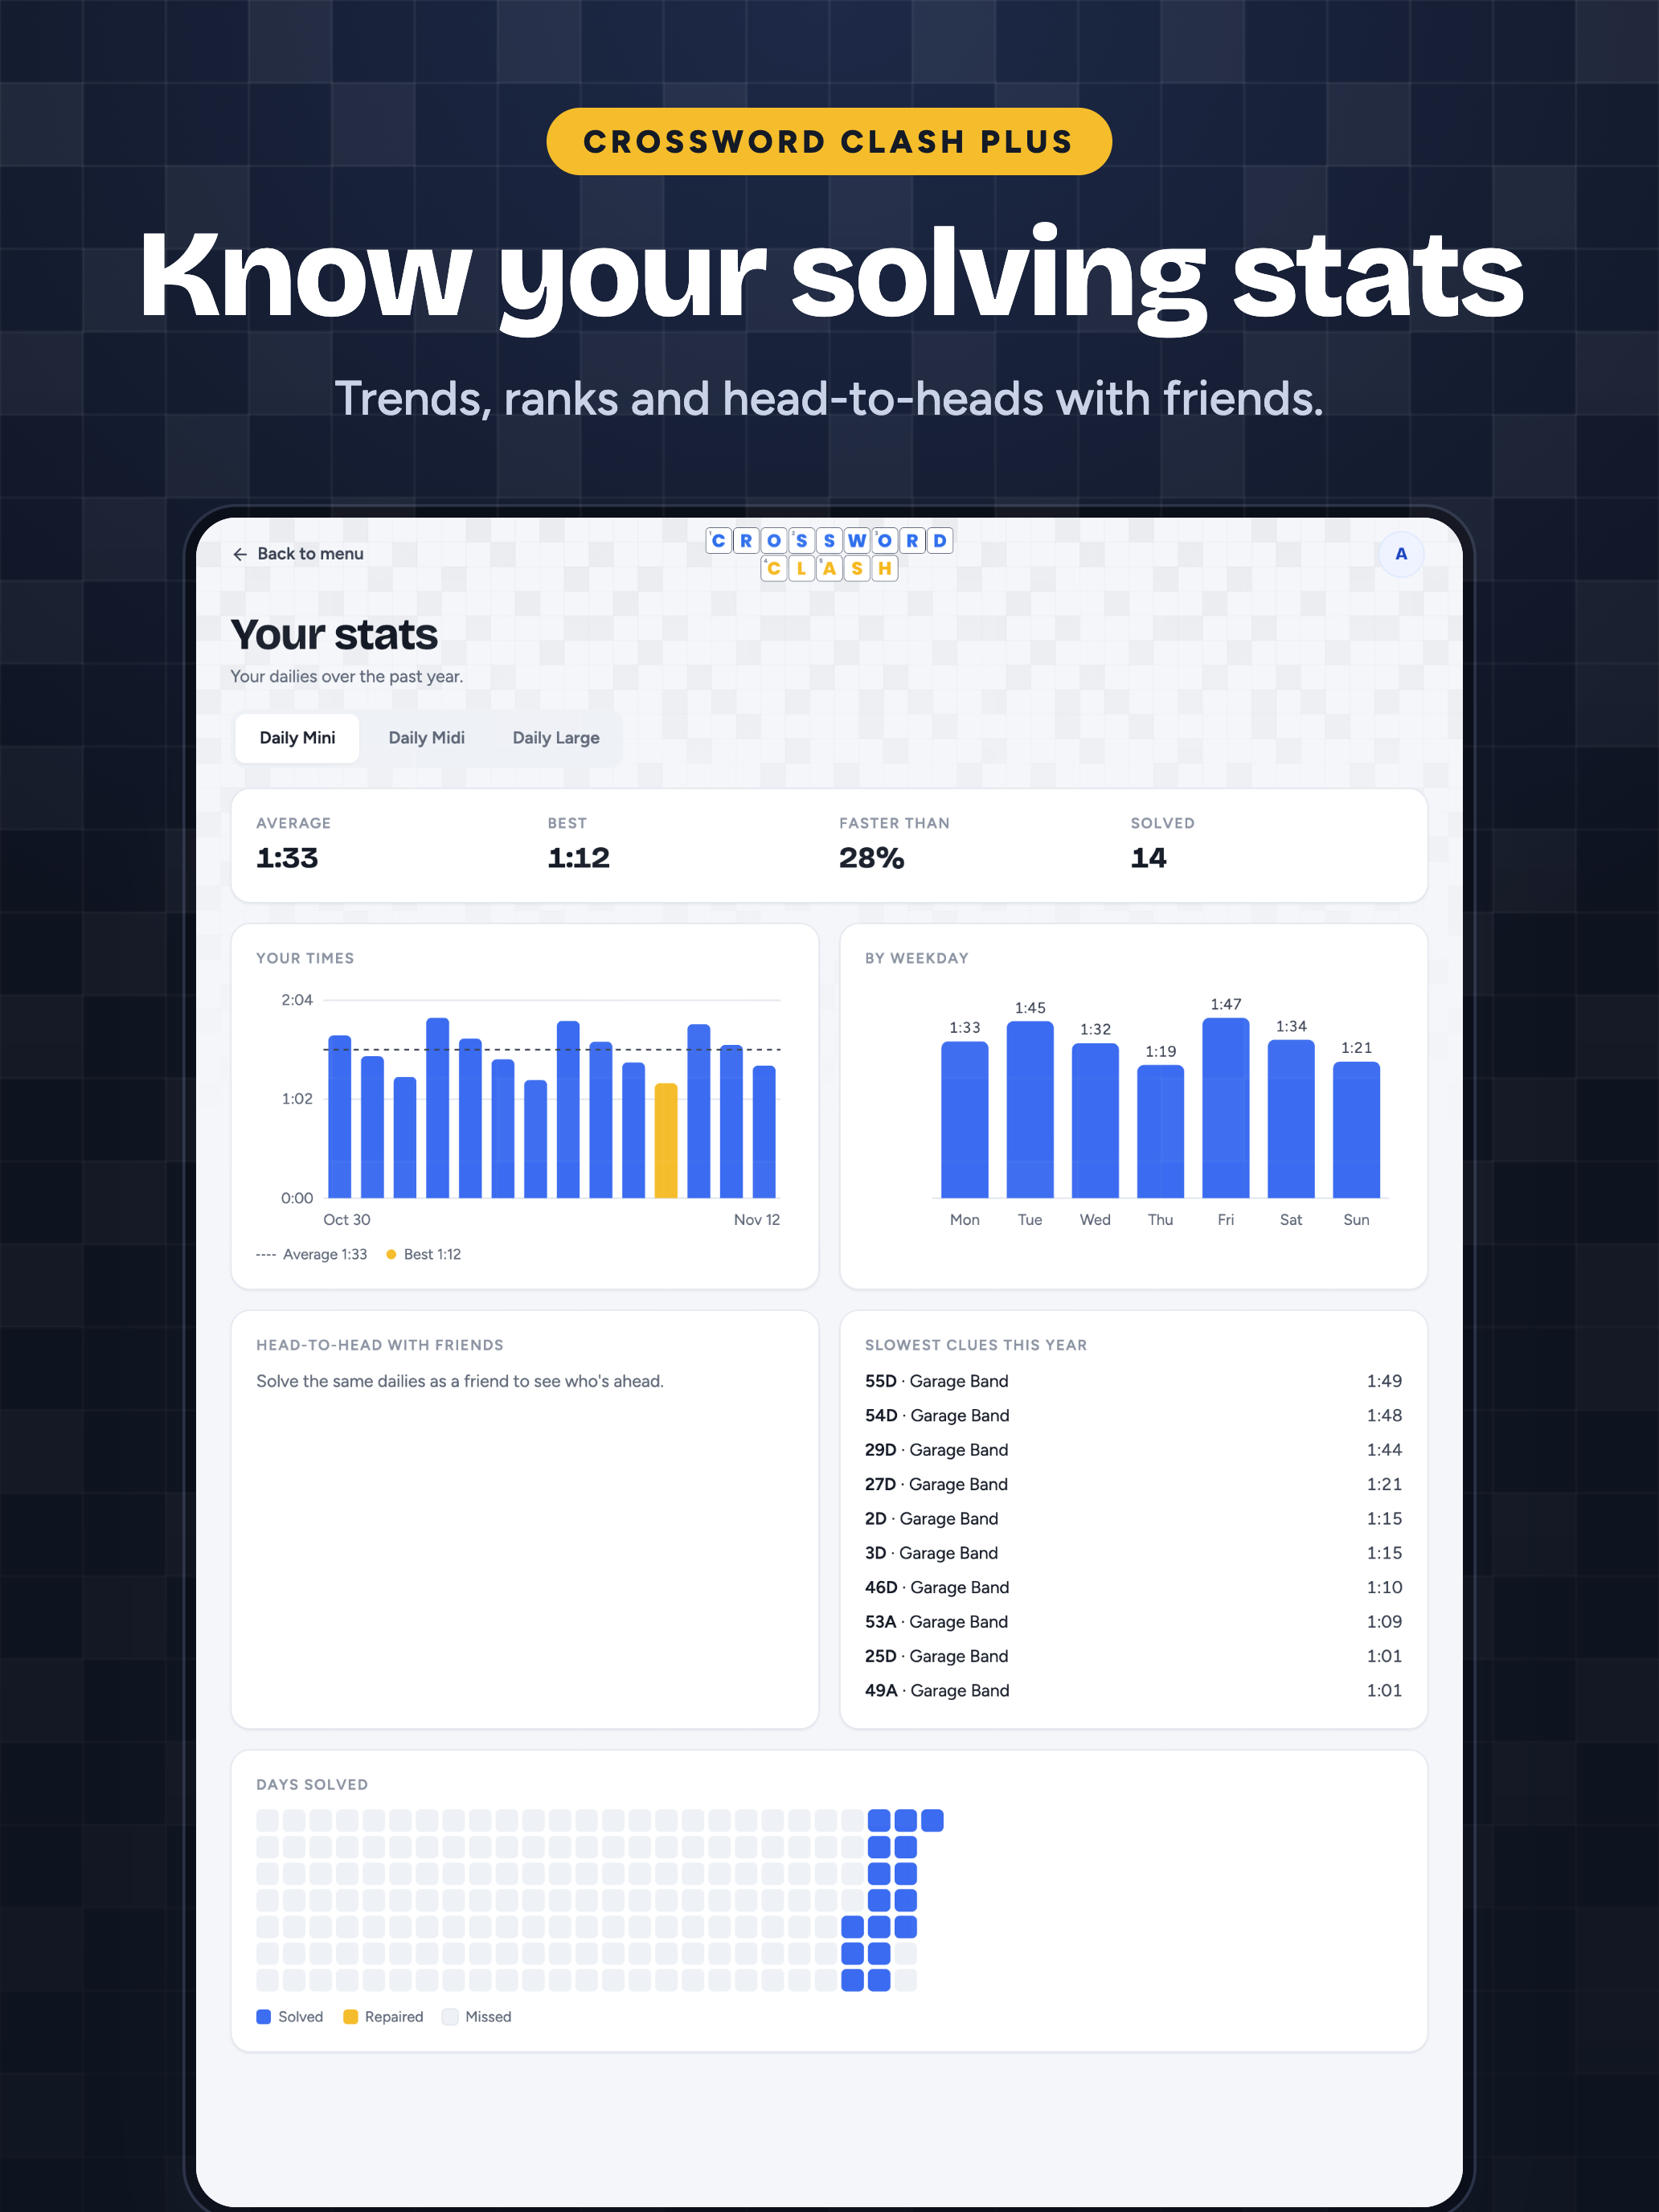 CROSSWORD CLASH PLUS
Know your solving stats
Trends, ranks and head-to-heads with friends.
← Back to menu
CROSSWORD
CLASH
A
Your stats
Your dailies over the past year.
Daily Mini Daily Midi Daily Large
AVERAGE BEST FASTER THAN SOLVED
1:33 1:12 28% 14
YOUR TIMES
2:04
1:02
0:00
Oct 30 Nov 12
Average 1:33 Best 1:12
BY WEEKDAY
1:33 1:45 1:32 1:19 1:47 1:34 1:21
Mon Tue Wed Thu Fri Sat Sun
HEAD-TO-HEAD WITH FRIENDS
Solve the same dailies as a friend to see who's ahead.
SLOWEST CLUES THIS YEAR
55D · Garage Band 1:49
54D · Garage Band 1:48
29D · Garage Band 1:44
27D · Garage Band 1:21
2D · Garage Band 1:15
3D · Garage Band 1:15
46D · Garage Band 1:10
53A · Garage Band 1:09
25D · Garage Band 1:01
49A · Garage Band 1:01
DAYS SOLVED
Solved Repaired Missed